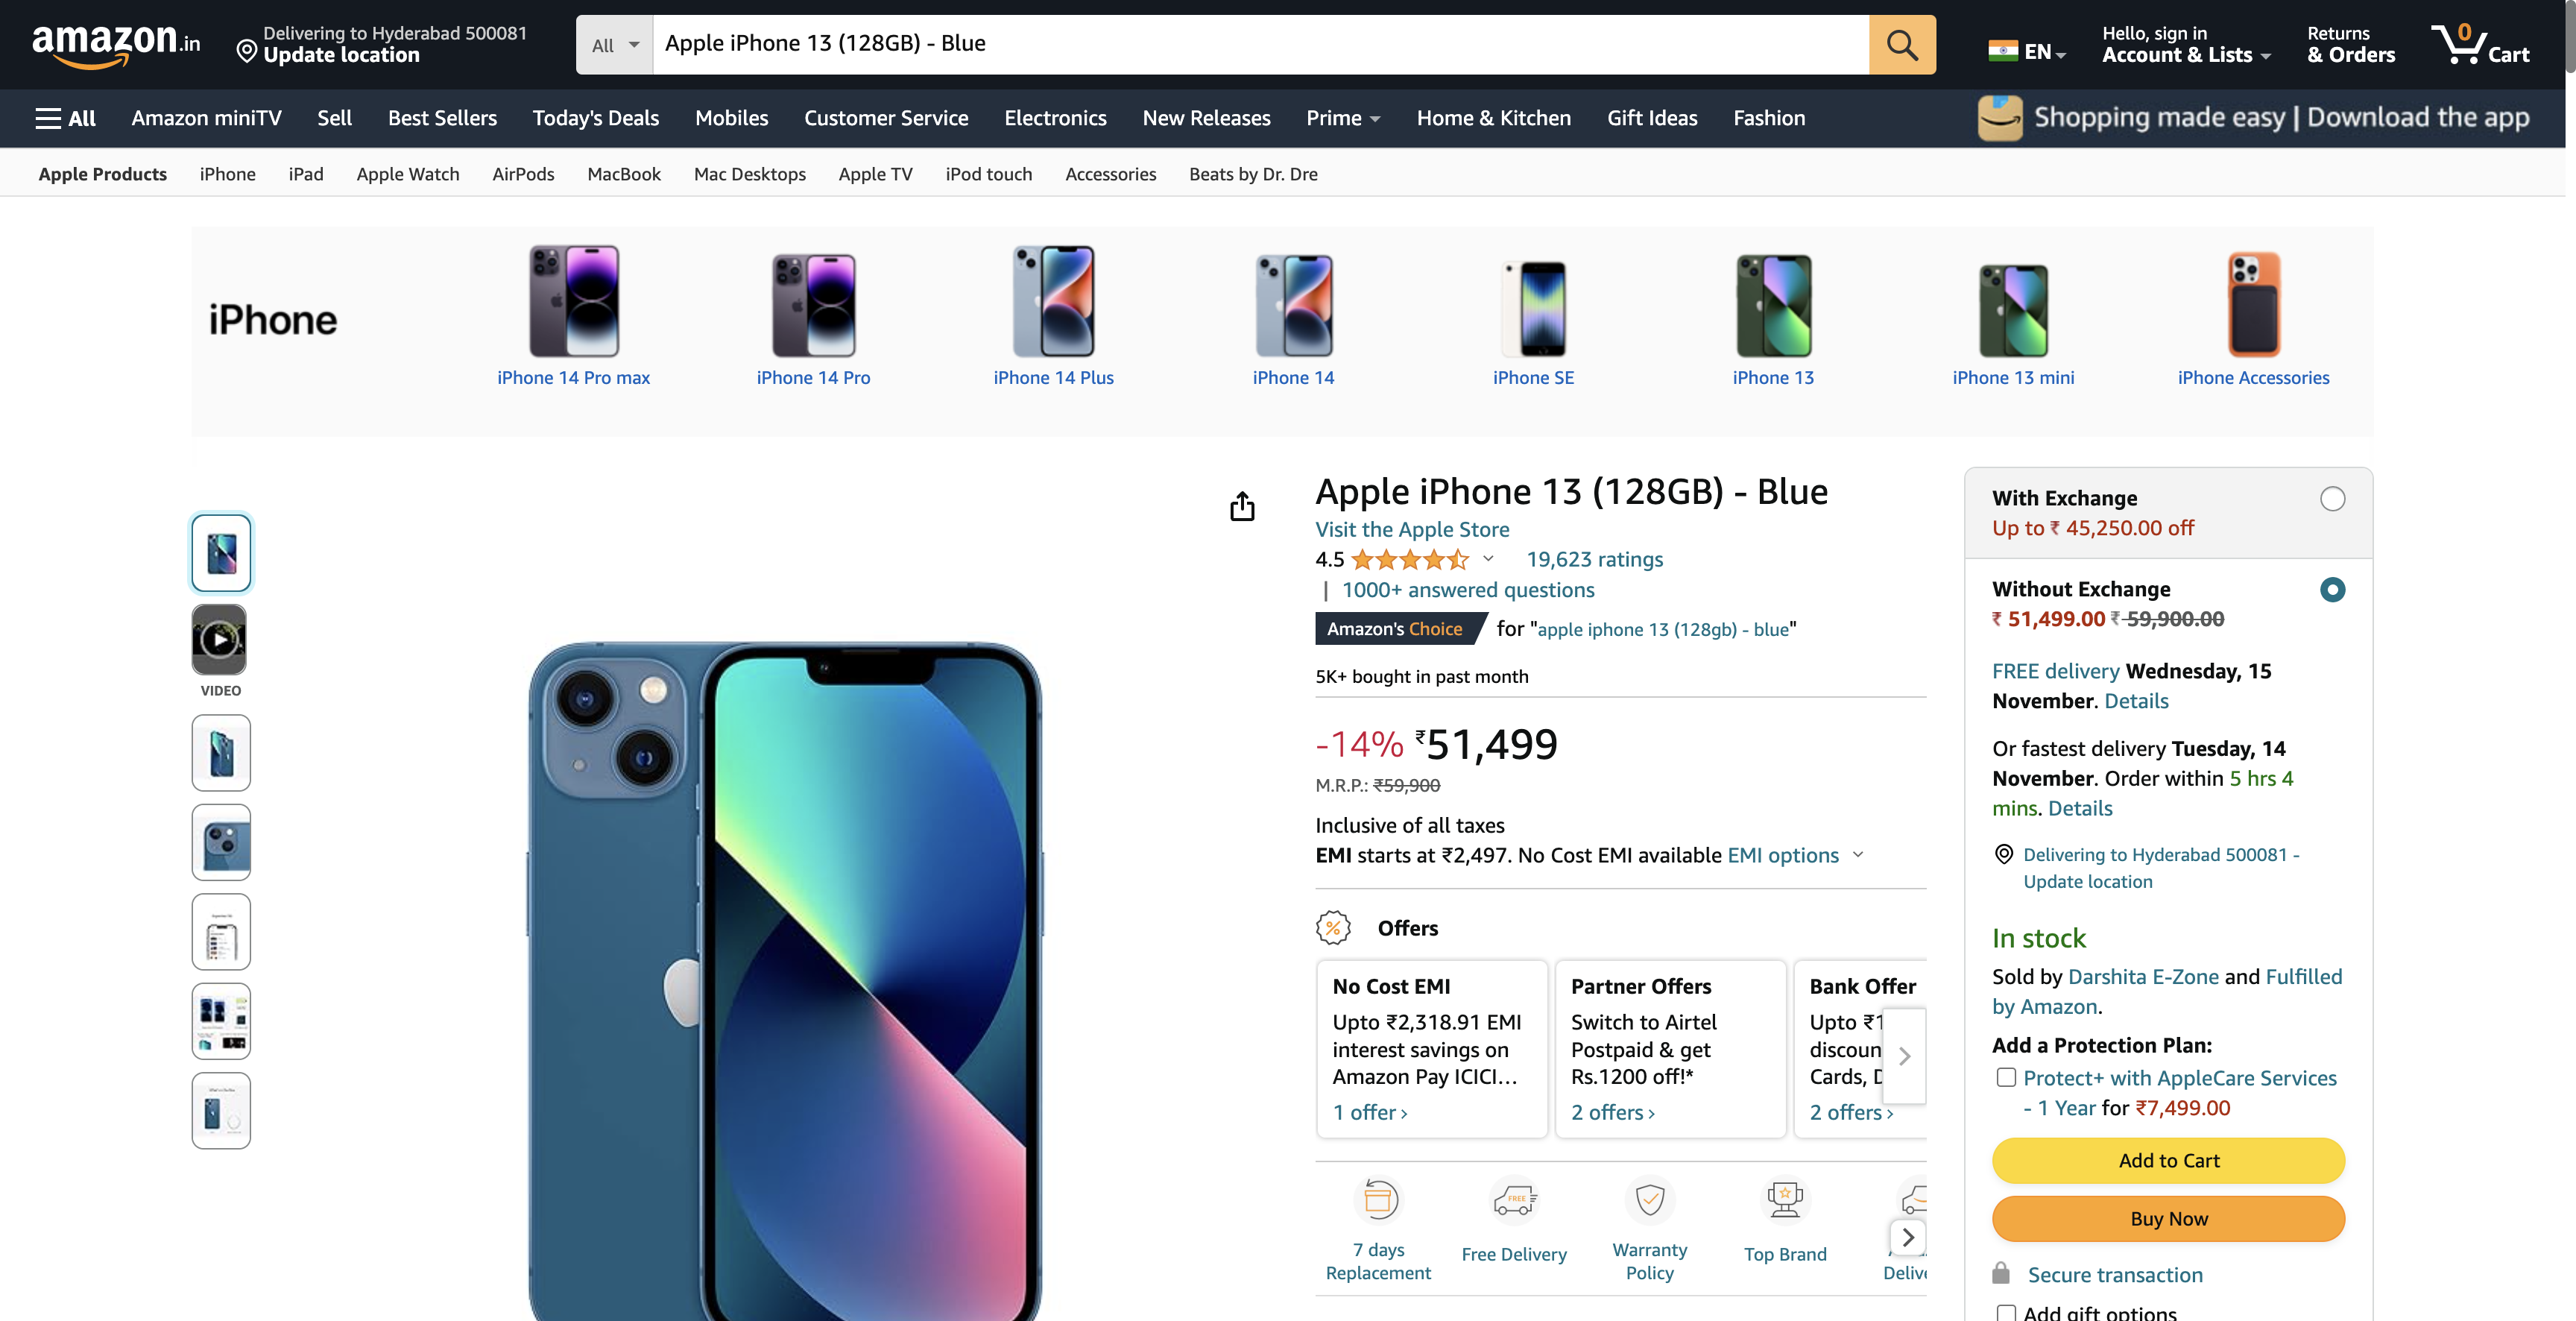 amazon.in
Delivering to Hyderabad 500081
Update location
All
Apple iPhone 13 (128GB) - Blue
EN
Hello, sign in
Account & Lists
Returns
& Orders
0
Cart
All
Amazon miniTV
Sell
Best Sellers
Today's Deals
Mobiles
Customer Service
Electronics
New Releases
Prime
Home & Kitchen
Gift Ideas
Fashion
Shopping made easy | Download the app
Apple Products
iPhone
iPad
Apple Watch
AirPods
MacBook
Mac Desktops
Apple TV
iPod touch
Accessories
Beats by Dr. Dre
iPhone
iPhone 14 Pro max
iPhone 14 Pro
iPhone 14 Plus
iPhone 14
iPhone SE
iPhone 13
iPhone 13 mini
iPhone Accessories
VIDEO
Apple iPhone 13 (128GB) - Blue
Visit the Apple Store
4.5
19,623 ratings
| 1000+ answered questions
Amazon's Choice for "apple iphone 13 (128gb) - blue"
5K+ bought in past month
-14% ₹51,499
M.R.P.: ₹59,900
Inclusive of all taxes
EMI starts at ₹2,497. No Cost EMI available EMI options
Offers
No Cost EMI
Upto ₹2,318.91 EMI
interest savings on
Amazon Pay ICICI…
1 offer ›
Partner Offers
Switch to Airtel
Postpaid & get
Rs.1200 off!*
2 offers ›
Bank Offer
Upto ₹1
discoun
Cards, D
2 offers ›
7 days
Replacement
FREE
Free Delivery
Warranty
Policy
Top Brand
Delive
With Exchange
Up to ₹ 45,250.00 off
Without Exchange
₹ 51,499.00 ₹ 59,900.00
FREE delivery Wednesday, 15
November. Details
Or fastest delivery Tuesday, 14
November. Order within 5 hrs 4
mins. Details
Delivering to Hyderabad 500081 -
Update location
In stock
Sold by Darshita E-Zone and Fulfilled
by Amazon.
Add a Protection Plan:
Protect+ with AppleCare Services
- 1 Year for ₹7,499.00
Add to Cart
Buy Now
Secure transaction
Add gift options